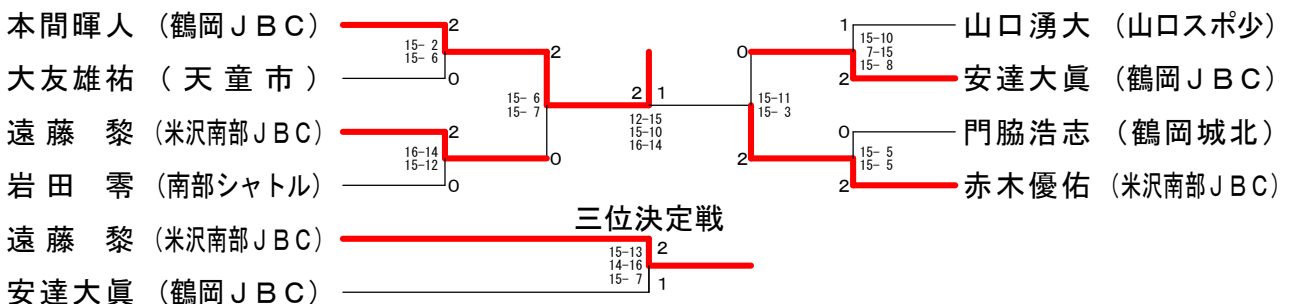 本間暉人 (鶴岡ＪＢＣ)
2
15- 2
15- 6
0
大友雄祐 (天童市)
2
15- 6
15- 7
0
遠藤 黎 (米沢南部ＪＢＣ)
2
16-14
15-12
0
岩田 零 (南部シャトル)
2 1
12-15
15-10
16-14
1 山口湧大 (山口スポ少)
15-10
7-15
15- 8
2 安達大眞 (鶴岡ＪＢＣ)
0
15-11
15- 3
2
0 門脇浩志 (鶴岡城北)
15- 5
15- 5
2 赤木優佑 (米沢南部ＪＢＣ)
三位決定戦
遠藤 黎 (米沢南部ＪＢＣ)
2
15-13
14-16
15- 7
1
安達大眞 (鶴岡ＪＢＣ)